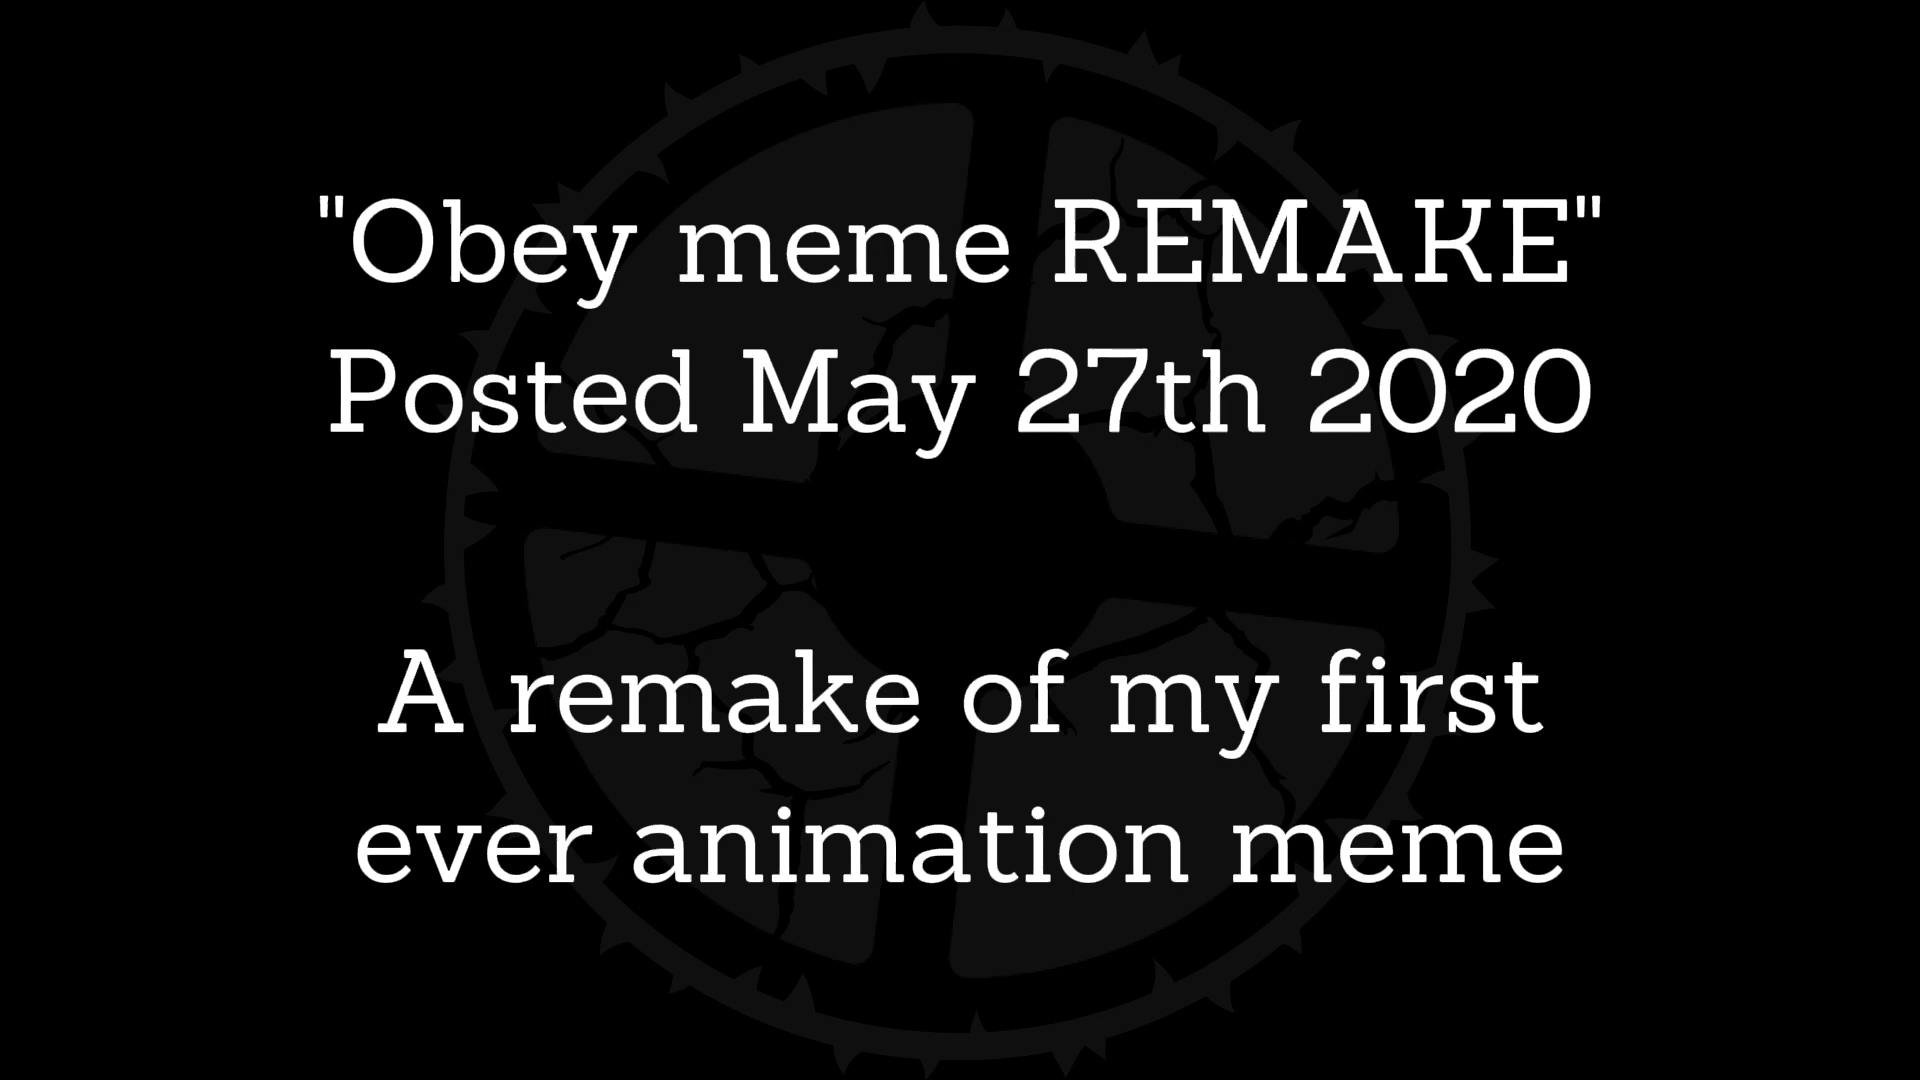 "Obey meme REMAKE"
Posted May 27th 2020
A remake of my first
ever animation meme